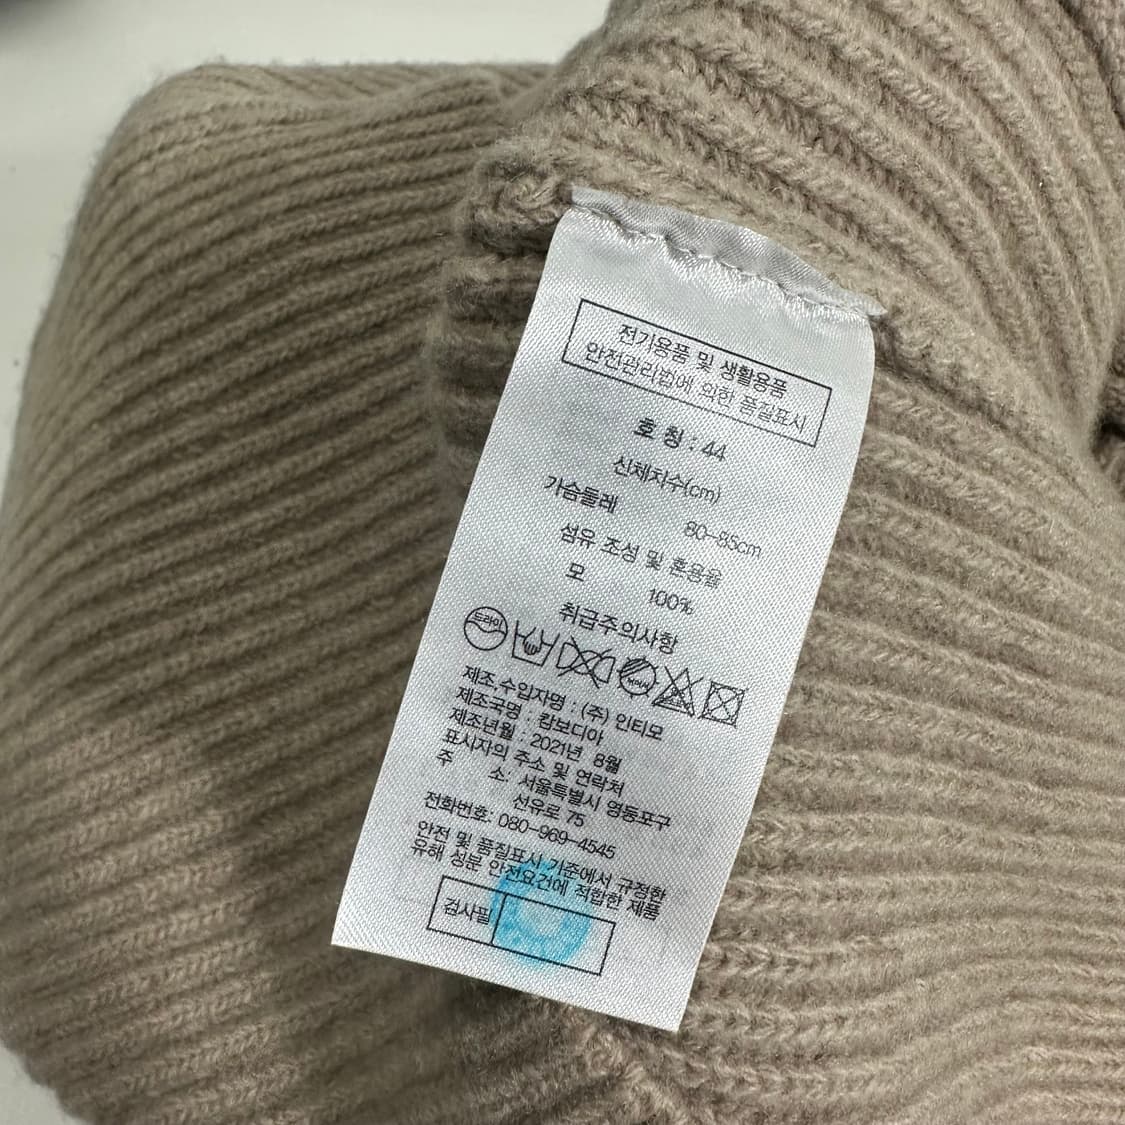 전기용품 및 생활용품
안전관리법에 의한 품질표시
호 칭 : 44
신체치수(cm)
가슴둘레 80-85cm
섬유 조성 및 혼용율
모 100%
취급주의사항
드라이
제조,수입자명 : (주) 인티모
제조국명 : 캄보디아
제조년월 : 2021년 8월
표시자의 주소 및 연락처
주 소: 서울특별시 영등포구
선유로 75
전화번호: 080-969-4545
안전 및 품질표시 기준에서 규정한
유해 성분 안전요건에 적합한 제품
검사필